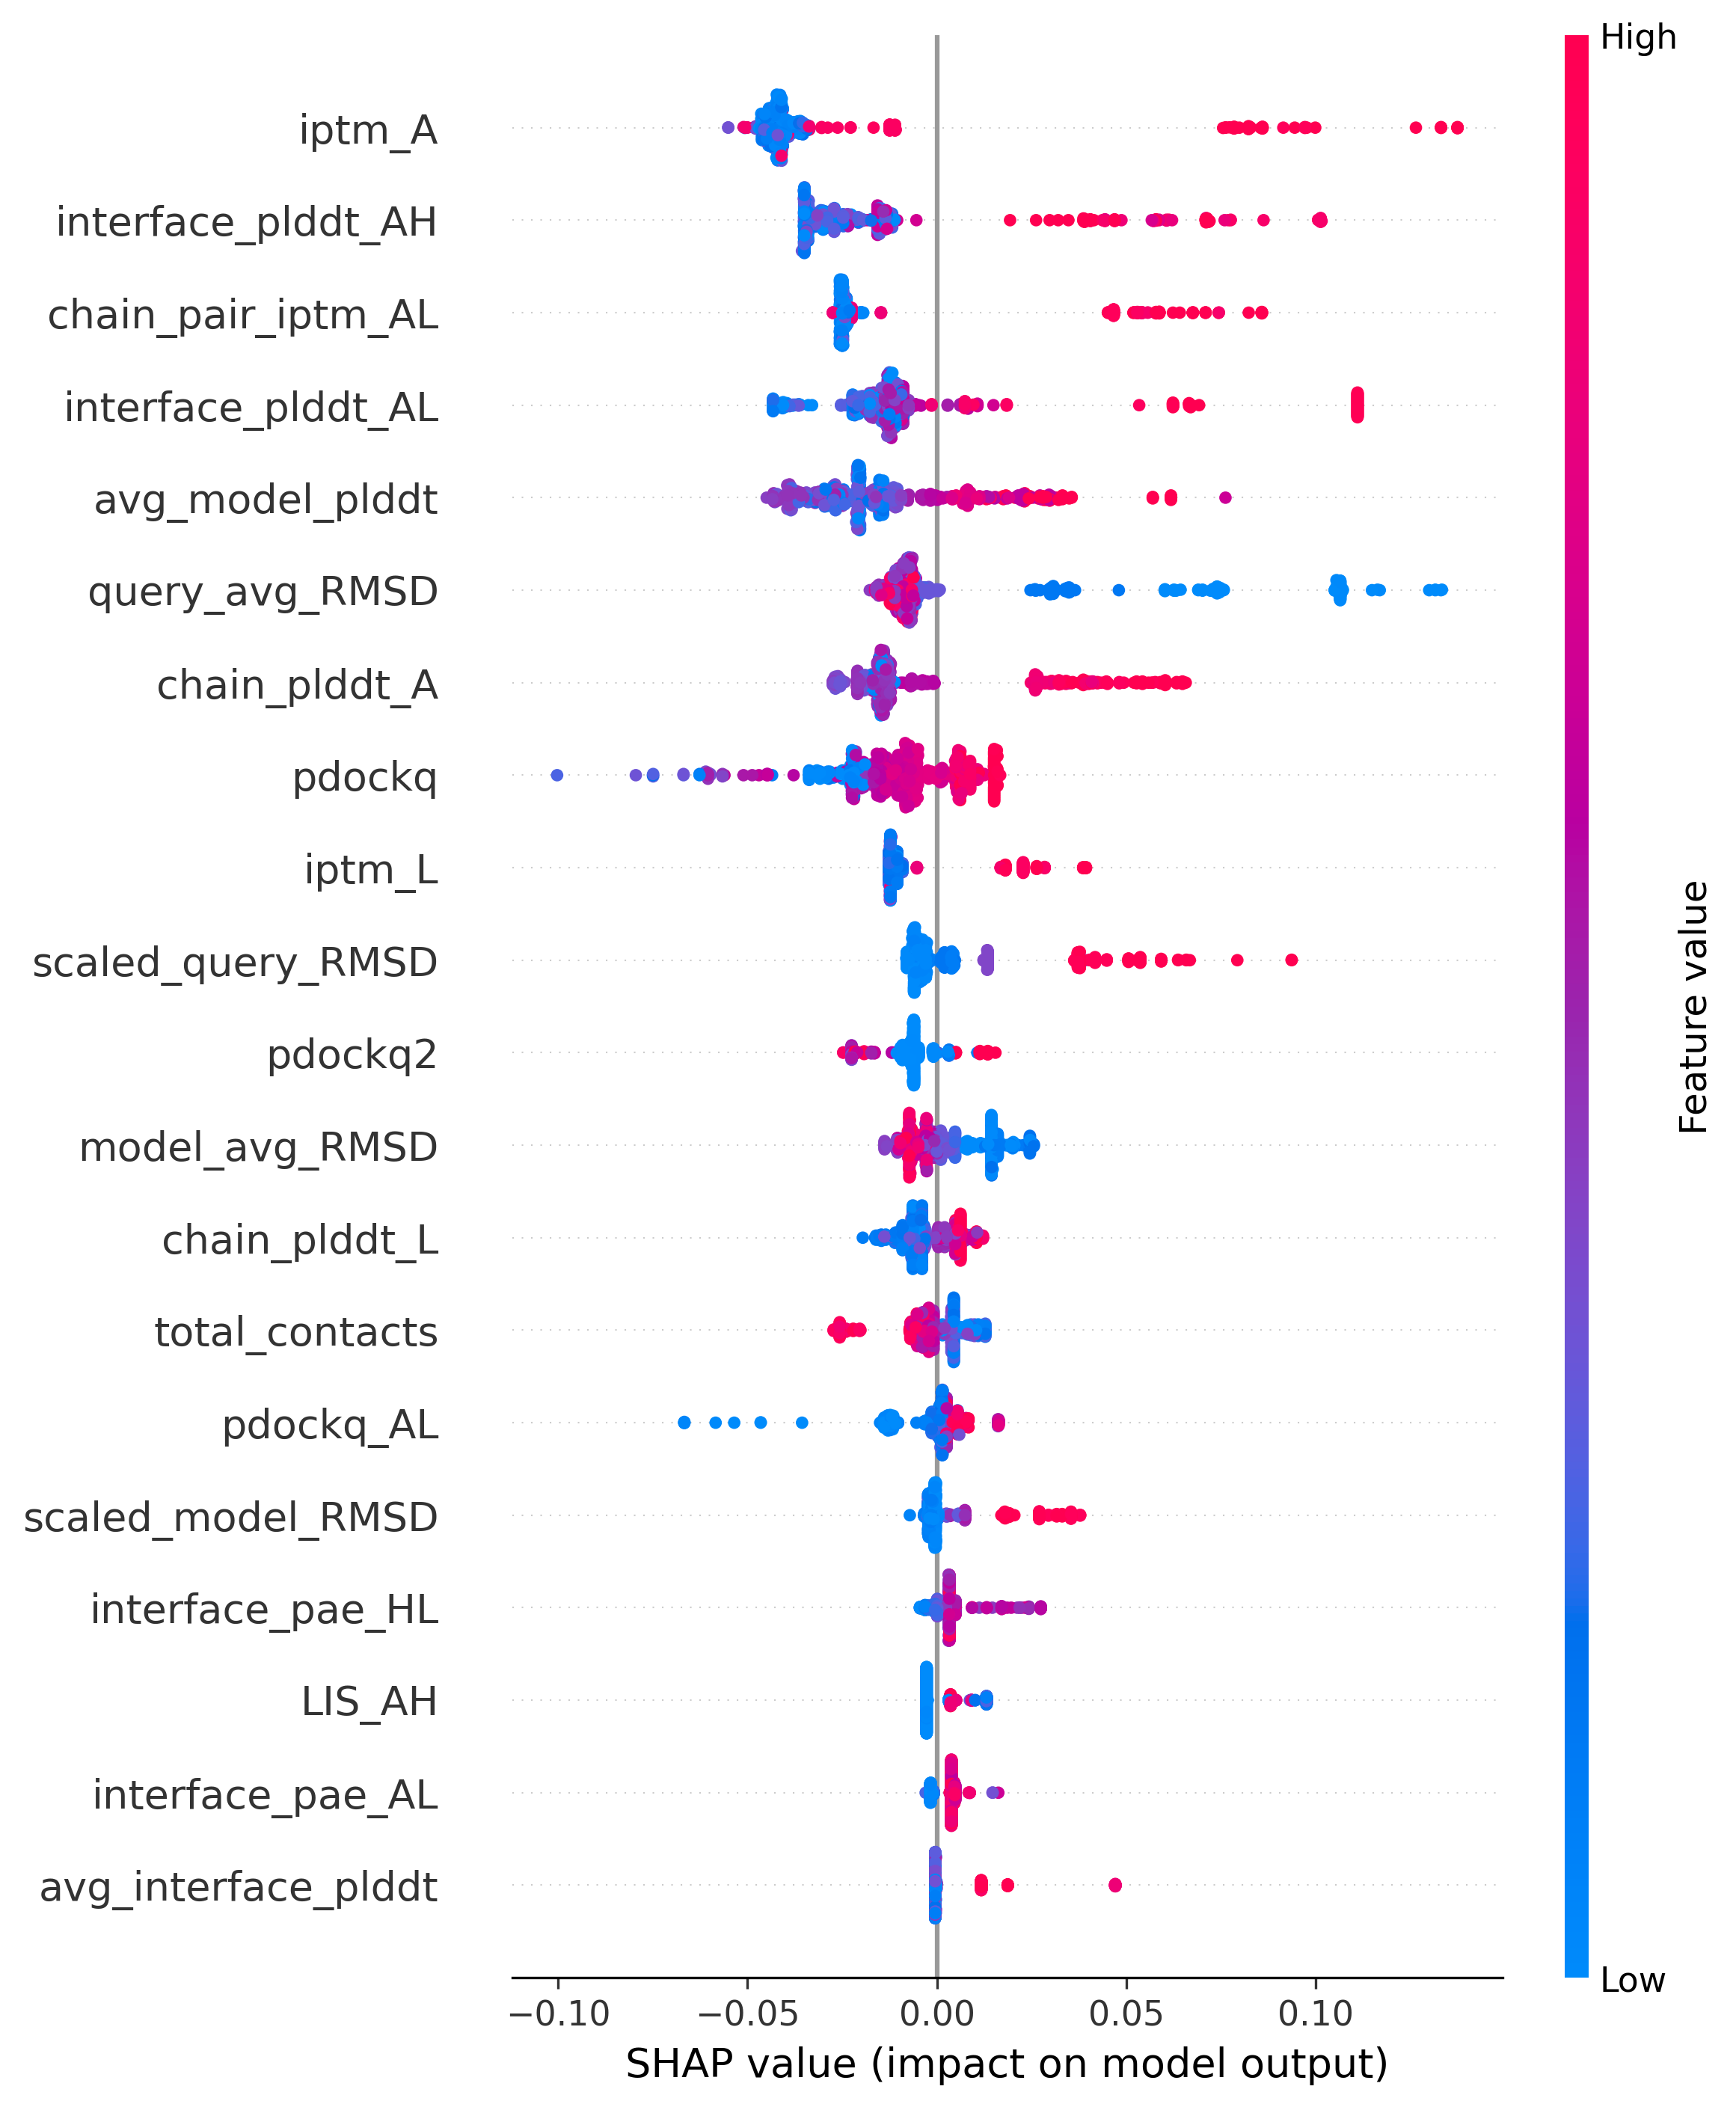 High
iptm_A
interface_plddt_AH
chain_pair_iptm_AL
interface_plddt_AL
avg_model_plddt
query_avg_RMSD
chain_plddt_A
pdockq
iptm_L
scaled_query_RMSD
pdockq2
model_avg_RMSD
chain_plddt_L
total_contacts
pdockq_AL
scaled_model_RMSD
interface_pae_HL
LIS_AH
interface_pae_AL
avg_interface_plddt
Feature value
Low
−0.10 −0.05 0.00 0.05 0.10
SHAP value (impact on model output)